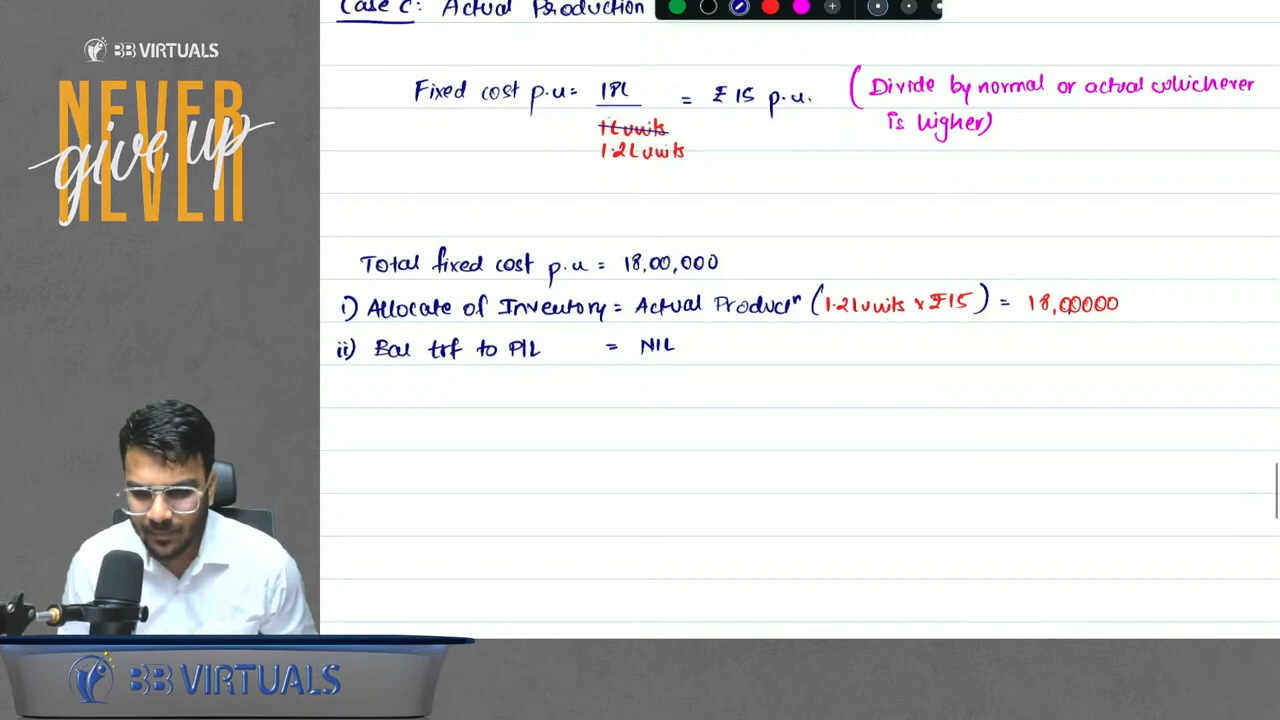 Case C: Actual Production
BB VIRTUALS
NEVER
give up
NEVER
Fixed cost p.u = 18L = ₹15 p.u. (Divide by normal or actual whichever
1L units
1.2L units
is higher)
Total fixed cost p.u = 18,00,000
i) Allocate of Inventory = Actual Productⁿ (1.2L units x ₹15) = 18,00000
ii) Bal trf to P/L = NIL
BB VIRTUALS